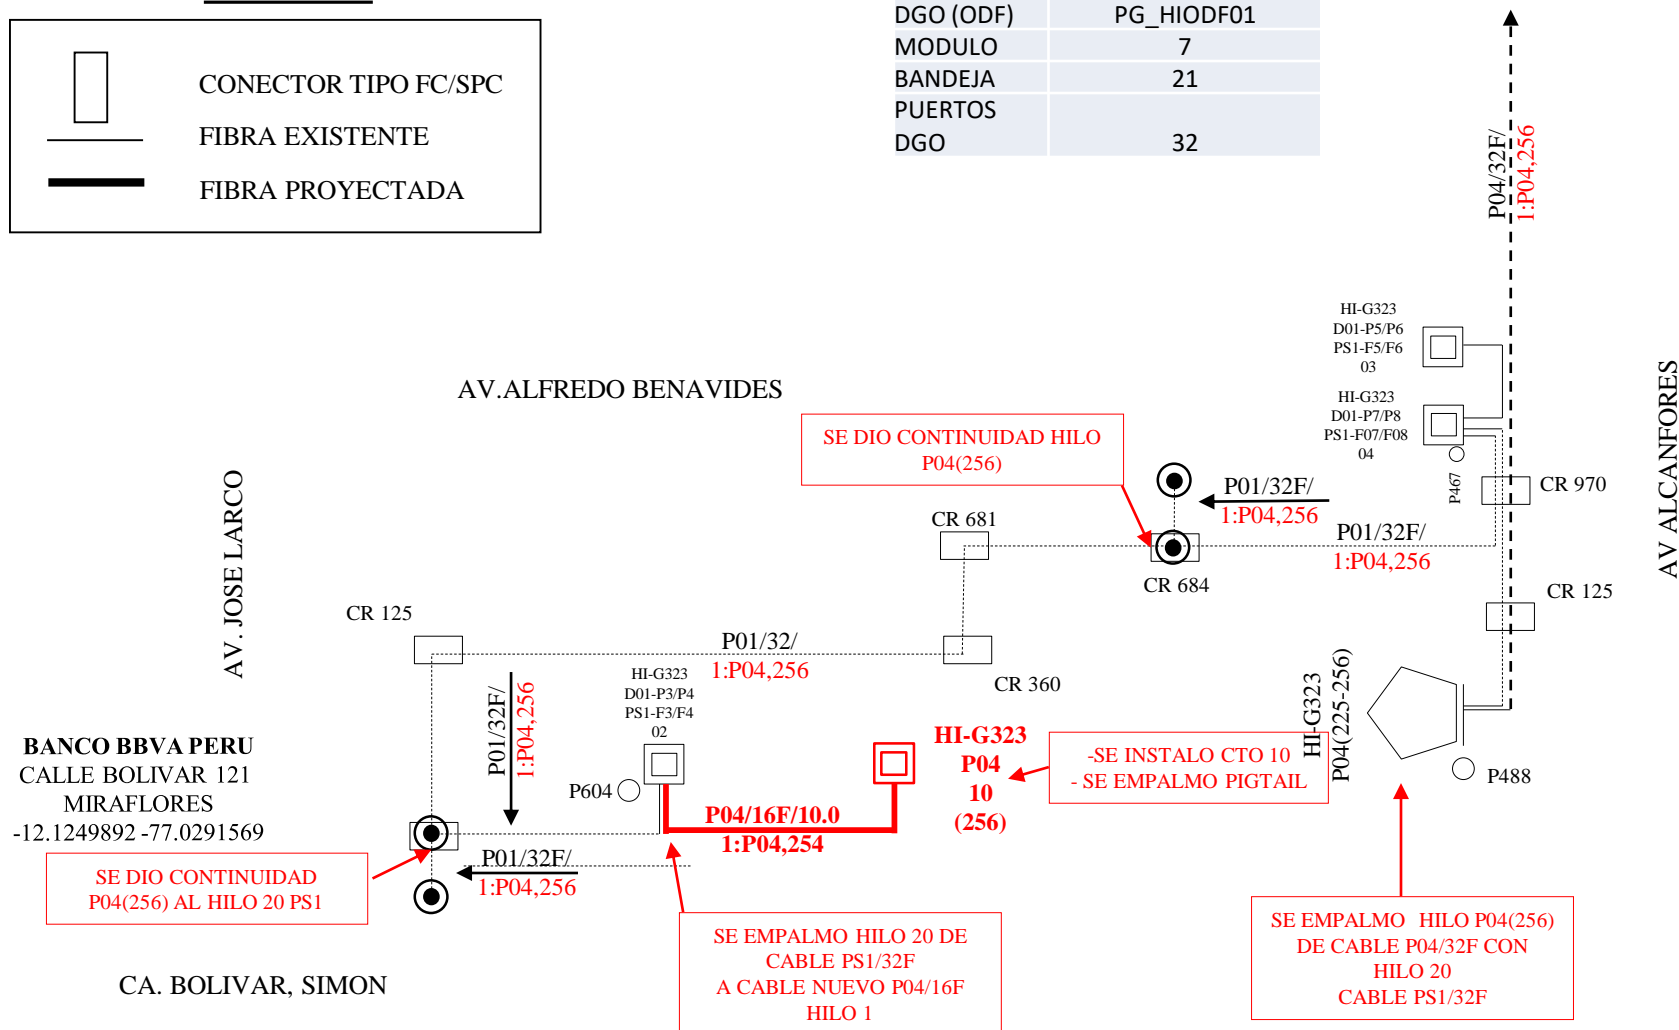 CONECTOR TIPO FC/SPC
FIBRA EXISTENTE
FIBRA PROYECTADA
DGO (ODF) PG_HIODF01
MODULO 7
BANDEJA 21
PUERTOS
DGO 32
P04/32F/
1:P04,256
HI-G323
D01-P5/P6
PS1-F5/F6
03
HI-G323
D01-P7/P8
PS1-F07/F08
04
P467
CR 970
AV ALCANFORES
AV.ALFREDO BENAVIDES
SE DIO CONTINUIDAD HILO
P04(256)
P01/32F/
1:P04,256
P01/32F/
1:P04,256
CR 681
CR 684
CR 125
AV. JOSE LARCO
CR 125
P01/32/
1:P04,256
CR 360
HI-G323
D01-P3/P4
PS1-F3/F4
02
P604
P01/32F/
1:P04,256
HI-G323
P04
10
(256)
-SE INSTALO CTO 10
- SE EMPALMO PIGTAIL
HI-G323
P04(225-256)
P488
BANCO BBVA PERU
CALLE BOLIVAR 121
MIRAFLORES
-12.1249892 -77.0291569
P04/16F/10.0
1:P04,254
P01/32F/
1:P04,256
SE DIO CONTINUIDAD
P04(256) AL HILO 20 PS1
SE EMPALMO HILO 20 DE
CABLE PS1/32F
A CABLE NUEVO P04/16F
HILO 1
SE EMPALMO HILO P04(256)
DE CABLE P04/32F CON
HILO 20
CABLE PS1/32F
CA. BOLIVAR, SIMON